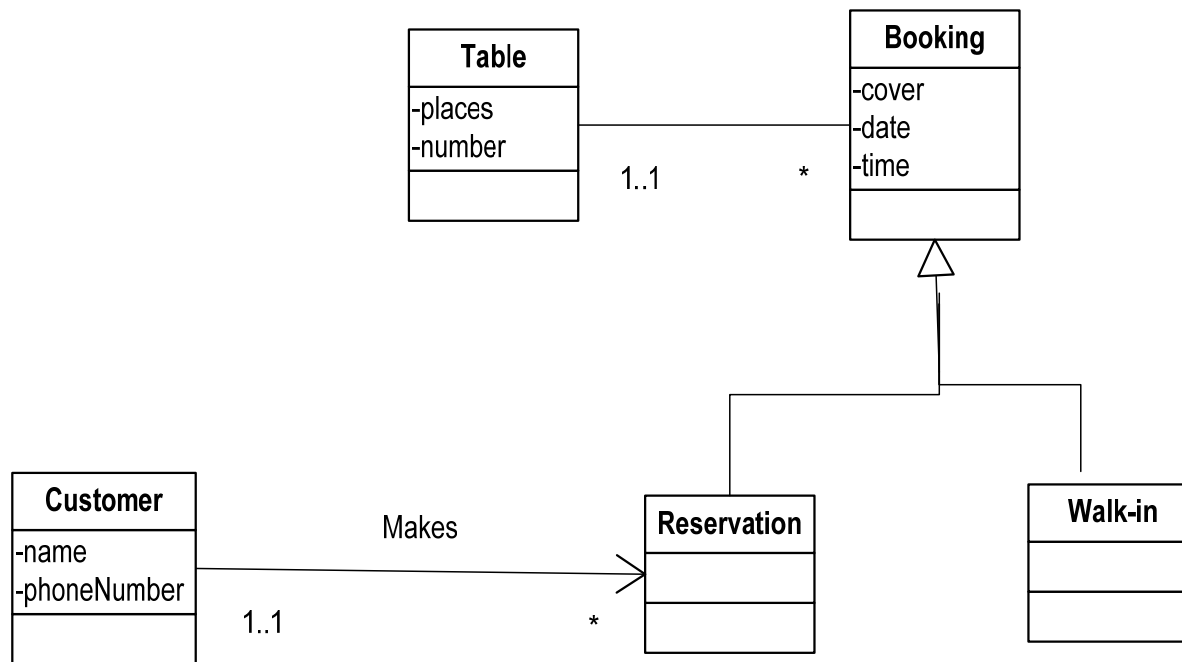 Table
-places
-number
1..1
*
Booking
-cover
-date
-time
Customer
-name
-phoneNumber
Makes
1..1
*
Reservation
Walk-in